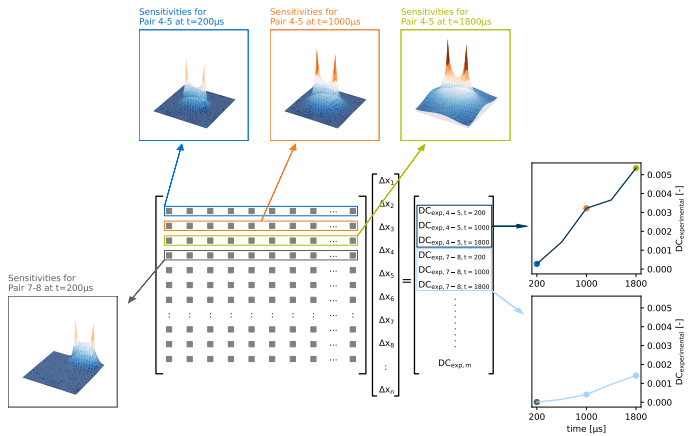 Sensitivities for
Pair 4-5 at t=200μs
Sensitivities for
Pair 4-5 at t=1000μs
Sensitivities for
Pair 4-5 at t=1800μs
Sensitivities for
Pair 7-8 at t=200μs
...
...
...
...
...
...
: : : : : : : ... :
...
...
...
Δx1
Δx2
Δx3
Δx4
Δx5
Δx6
Δx7
Δx8
:
Δxn
=
DCexp, 4−5, t=200
DCexp, 4−5, t=1000
DCexp, 4−5, t=1800
DCexp, 7−8, t=200
DCexp, 7−8, t=1000
DCexp, 7−8, t=1800
DCexp, m
0.005
0.004
0.003
0.002
0.001
0.000
DCexperimental [-]
0.005
0.004
0.003
0.002
0.001
0.000
DCexperimental [-]
200 1000 1800
time [μs]